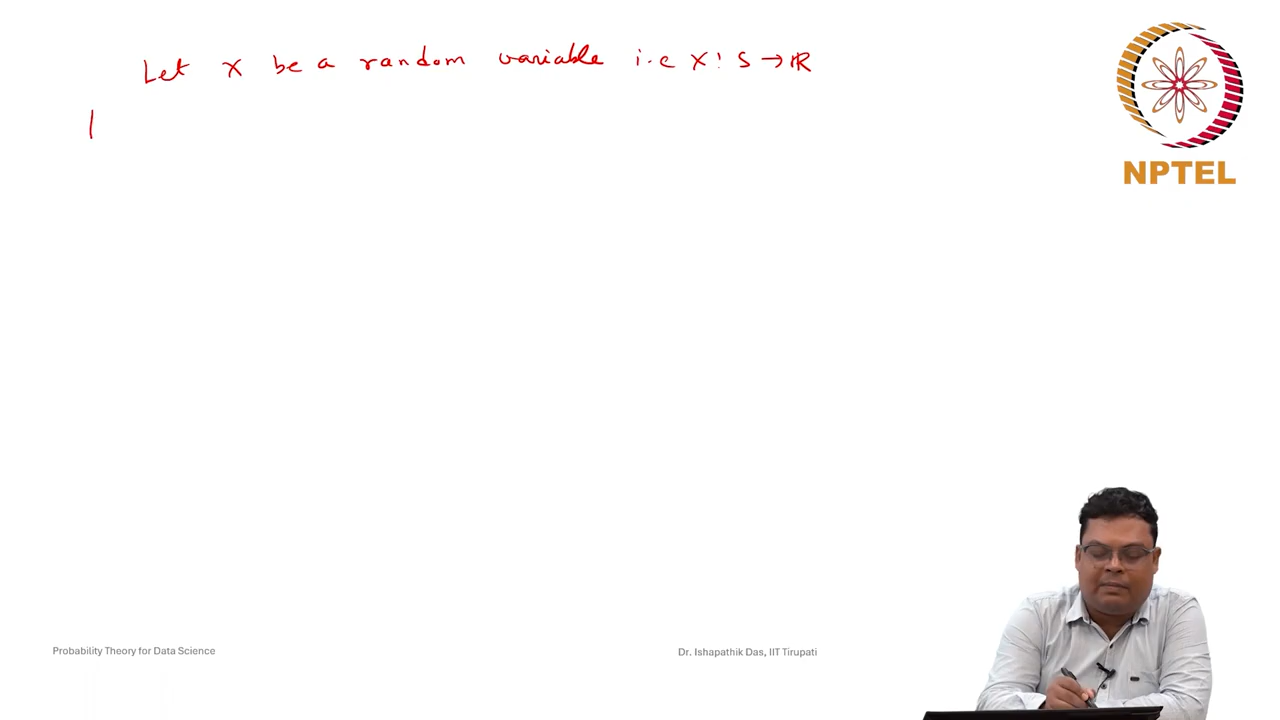 Let X be a random variable i.e X: S → ℝ
NPTEL
Probability Theory for Data Science
Dr. Ishapathik Das, IIT Tirupati